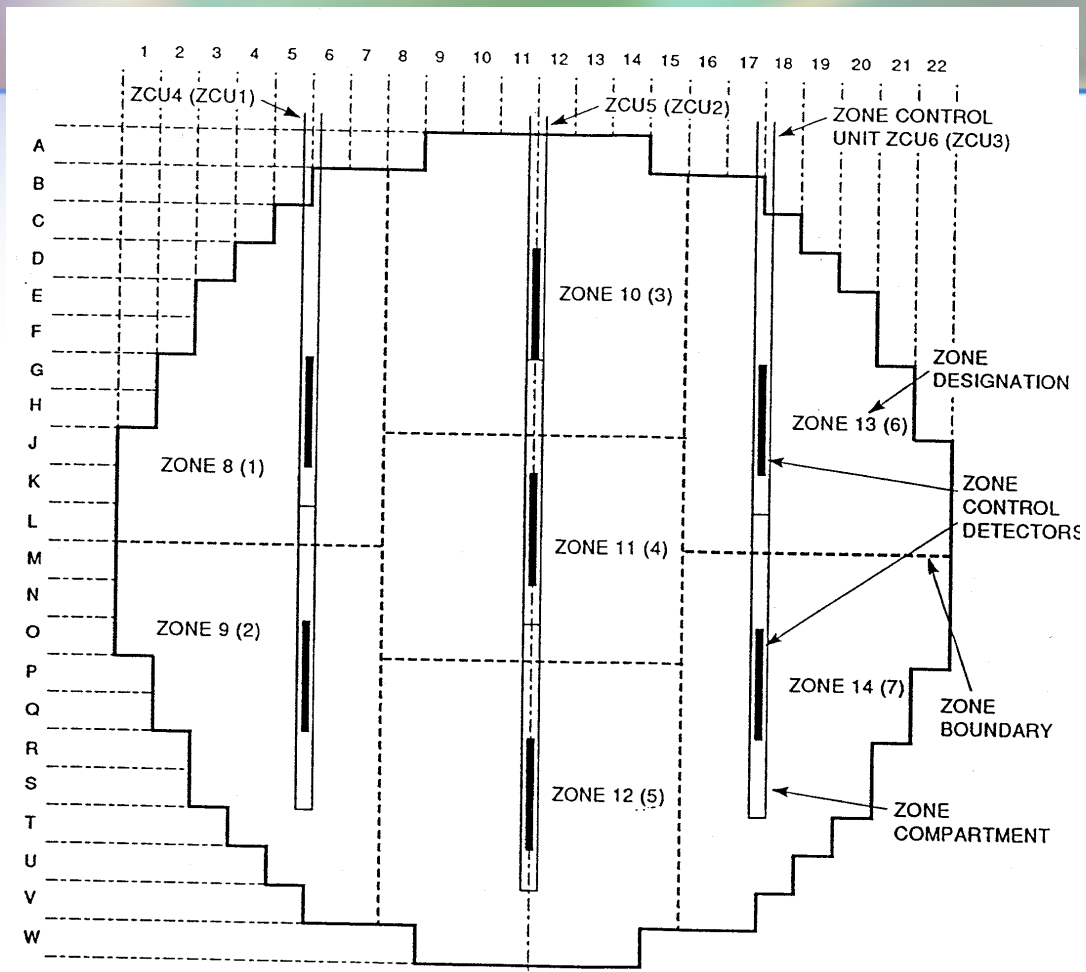 1 2 3 4 5 6 7 8 9 10 11 12 13 14 15 16 17 18 19 20 21 22
ZCU4 (ZCU1)
ZCU5 (ZCU2)
ZONE CONTROL
UNIT ZCU6 (ZCU3)
A
B
C
D
E
F
G
H
J
K
L
M
N
O
P
Q
R
S
T
U
V
W
ZONE 10 (3)
ZONE
DESIGNATION
ZONE 13 (6)
ZONE 8 (1)
ZONE
CONTROL
DETECTORS
ZONE 11 (4)
ZONE 9 (2)
ZONE 14 (7)
ZONE
BOUNDARY
ZONE 12 (5)
ZONE
COMPARTMENT